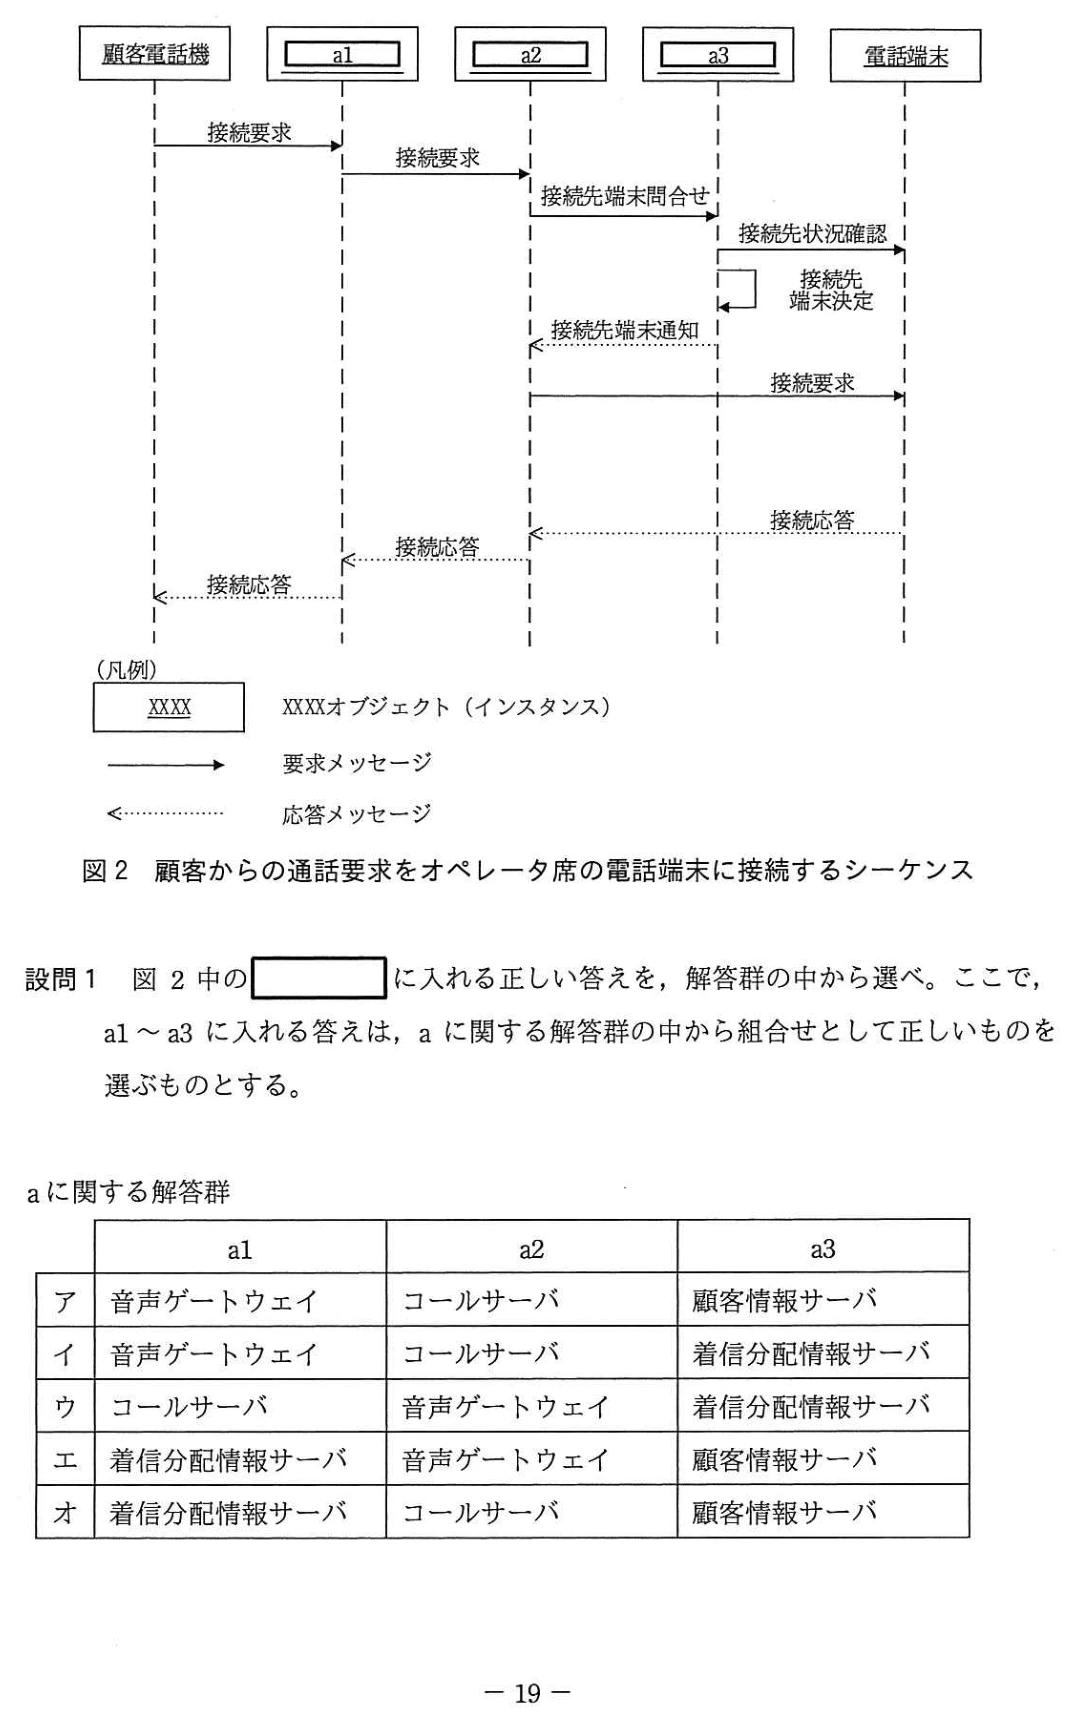 顧客電話機 a1 a2 a3 電話端末
接続要求
接続要求
接続先端末問合せ
接続先状況確認
接続先
端末決定
接続先端末通知
接続要求
接続応答
接続応答
接続応答
（凡例）
XXXX XXXXオブジェクト（インスタンス）
要求メッセージ
応答メッセージ
図2 顧客からの通話要求をオペレータ席の電話端末に接続するシーケンス
設問1 図 2 中の に入れる正しい答えを，解答群の中から選べ。ここで，
a1 ～ a3 に入れる答えは，a に関する解答群の中から組合せとして正しいものを
選ぶものとする。
aに関する解答群
a1 a2 a3
ア 音声ゲートウェイ コールサーバ 顧客情報サーバ
イ 音声ゲートウェイ コールサーバ 着信分配情報サーバ
ウ コールサーバ 音声ゲートウェイ 着信分配情報サーバ
エ 着信分配情報サーバ 音声ゲートウェイ 顧客情報サーバ
オ 着信分配情報サーバ コールサーバ 顧客情報サーバ
－ 19 －